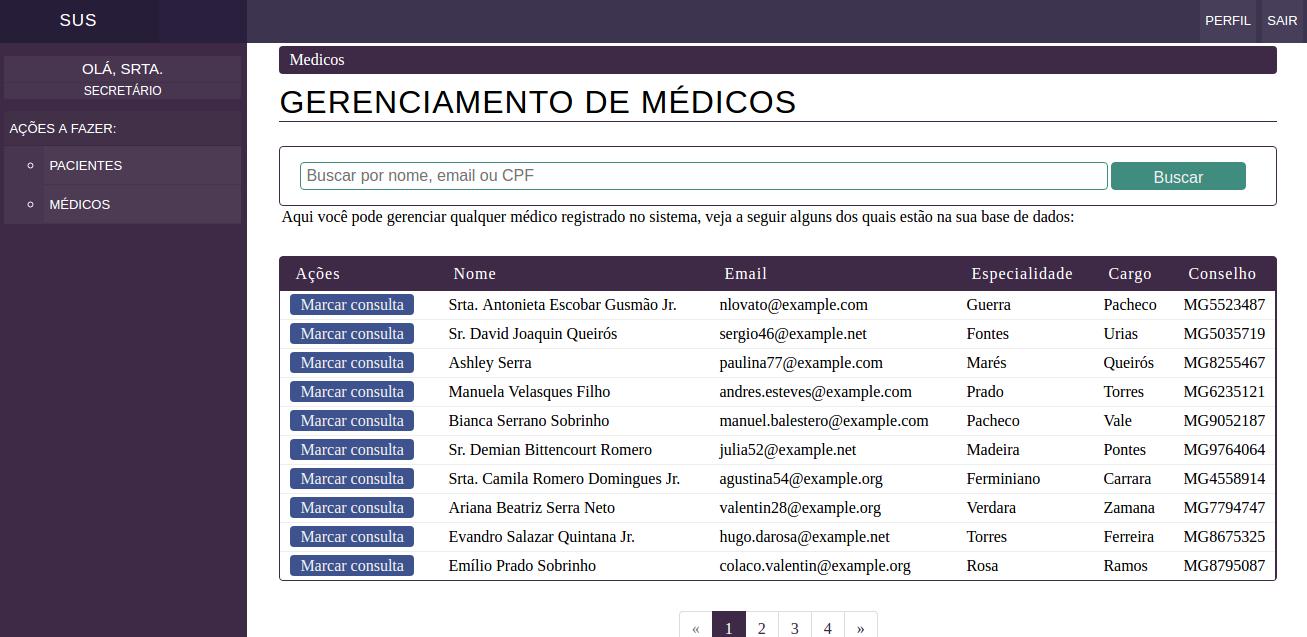 SUS
PERFIL SAIR
OLÁ, SRTA.
SECRETÁRIO
AÇÕES A FAZER:
PACIENTES
MÉDICOS
Medicos
GERENCIAMENTO DE MÉDICOS
Buscar por nome, email ou CPF Buscar
Aqui você pode gerenciar qualquer médico registrado no sistema, veja a seguir alguns dos quais estão na sua base de dados:
Ações Nome Email Especialidade Cargo Conselho
Marcar consulta Srta. Antonieta Escobar Gusmão Jr. nlovato@example.com Guerra Pacheco MG5523487
Marcar consulta Sr. David Joaquin Queirós sergio46@example.net Fontes Urias MG5035719
Marcar consulta Ashley Serra paulina77@example.com Marés Queirós MG8255467
Marcar consulta Manuela Velasques Filho andres.esteves@example.com Prado Torres MG6235121
Marcar consulta Bianca Serrano Sobrinho manuel.balestero@example.com Pacheco Vale MG9052187
Marcar consulta Sr. Demian Bittencourt Romero julia52@example.net Madeira Pontes MG9764064
Marcar consulta Srta. Camila Romero Domingues Jr. agustina54@example.org Ferminiano Carrara MG4558914
Marcar consulta Ariana Beatriz Serra Neto valentin28@example.org Verdara Zamana MG7794747
Marcar consulta Evandro Salazar Quintana Jr. hugo.darosa@example.net Torres Ferreira MG8675325
Marcar consulta Emílio Prado Sobrinho colaco.valentin@example.org Rosa Ramos MG8795087
« 1 2 3 4 »